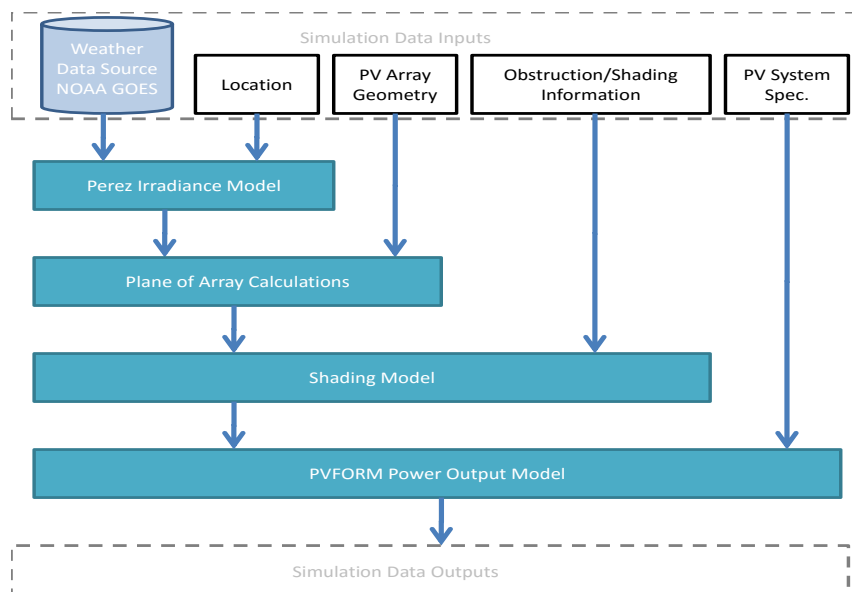 Simulation Data Inputs
Weather
Data Source
NOAA GOES
Location
PV Array
Geometry
Obstruction/Shading
Information
PV System
Spec.
Perez Irradiance Model
Plane of Array Calculations
Shading Model
PVFORM Power Output Model
Simulation Data Outputs